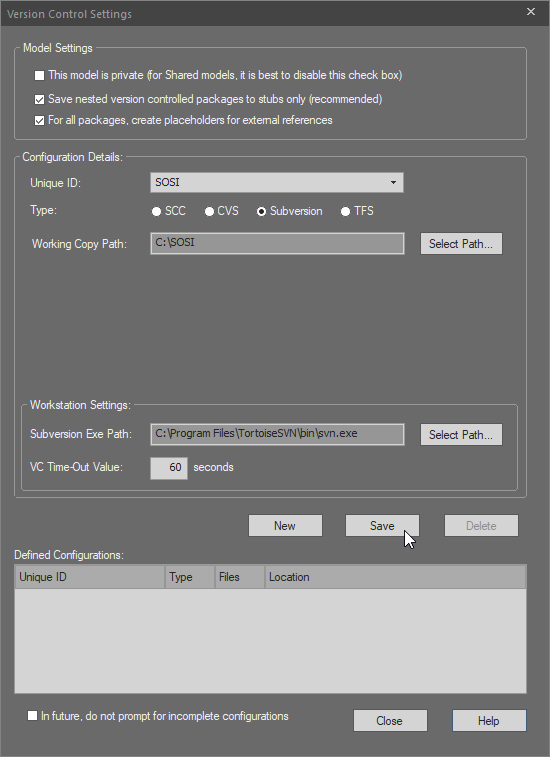 Version Control Settings
Model Settings
This model is private (for Shared models, it is best to disable this check box)
Save nested version controlled packages to stubs only (recommended)
For all packages, create placeholders for external references
Configuration Details:
Unique ID: SOSI
Type: SCC CVS Subversion TFS
Working Copy Path: C:\SOSI Select Path...
Workstation Settings:
Subversion Exe Path: C:\Program Files\TortoiseSVN\bin\svn.exe Select Path...
VC Time-Out Value: 60 seconds
New Save Delete
Defined Configurations:
Unique ID Type Files Location
In future, do not prompt for incomplete configurations
Close Help